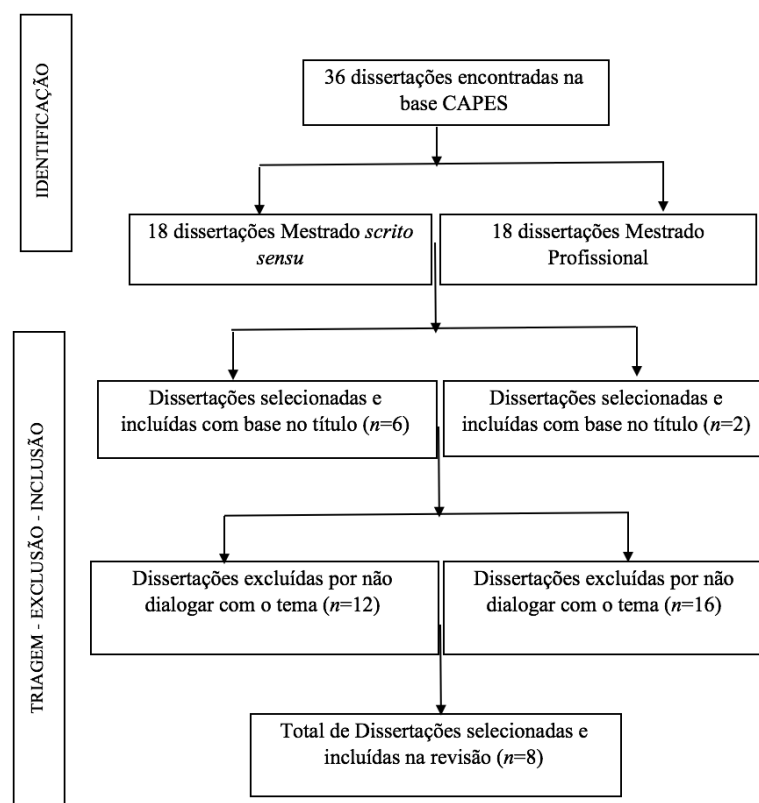 IDENTIFICAÇÃO
36 dissertações encontradas na
base CAPES
18 dissertações Mestrado scrito
sensu
18 dissertações Mestrado
Profissional
TRIAGEM - EXCLUSÃO - INCLUSÃO
Dissertações selecionadas e
incluídas com base no título (n=6)
Dissertações selecionadas e
incluídas com base no título (n=2)
Dissertações excluídas por não
dialogar com o tema (n=12)
Dissertações excluídas por não
dialogar com o tema (n=16)
Total de Dissertações selecionadas e
incluídas na revisão (n=8)